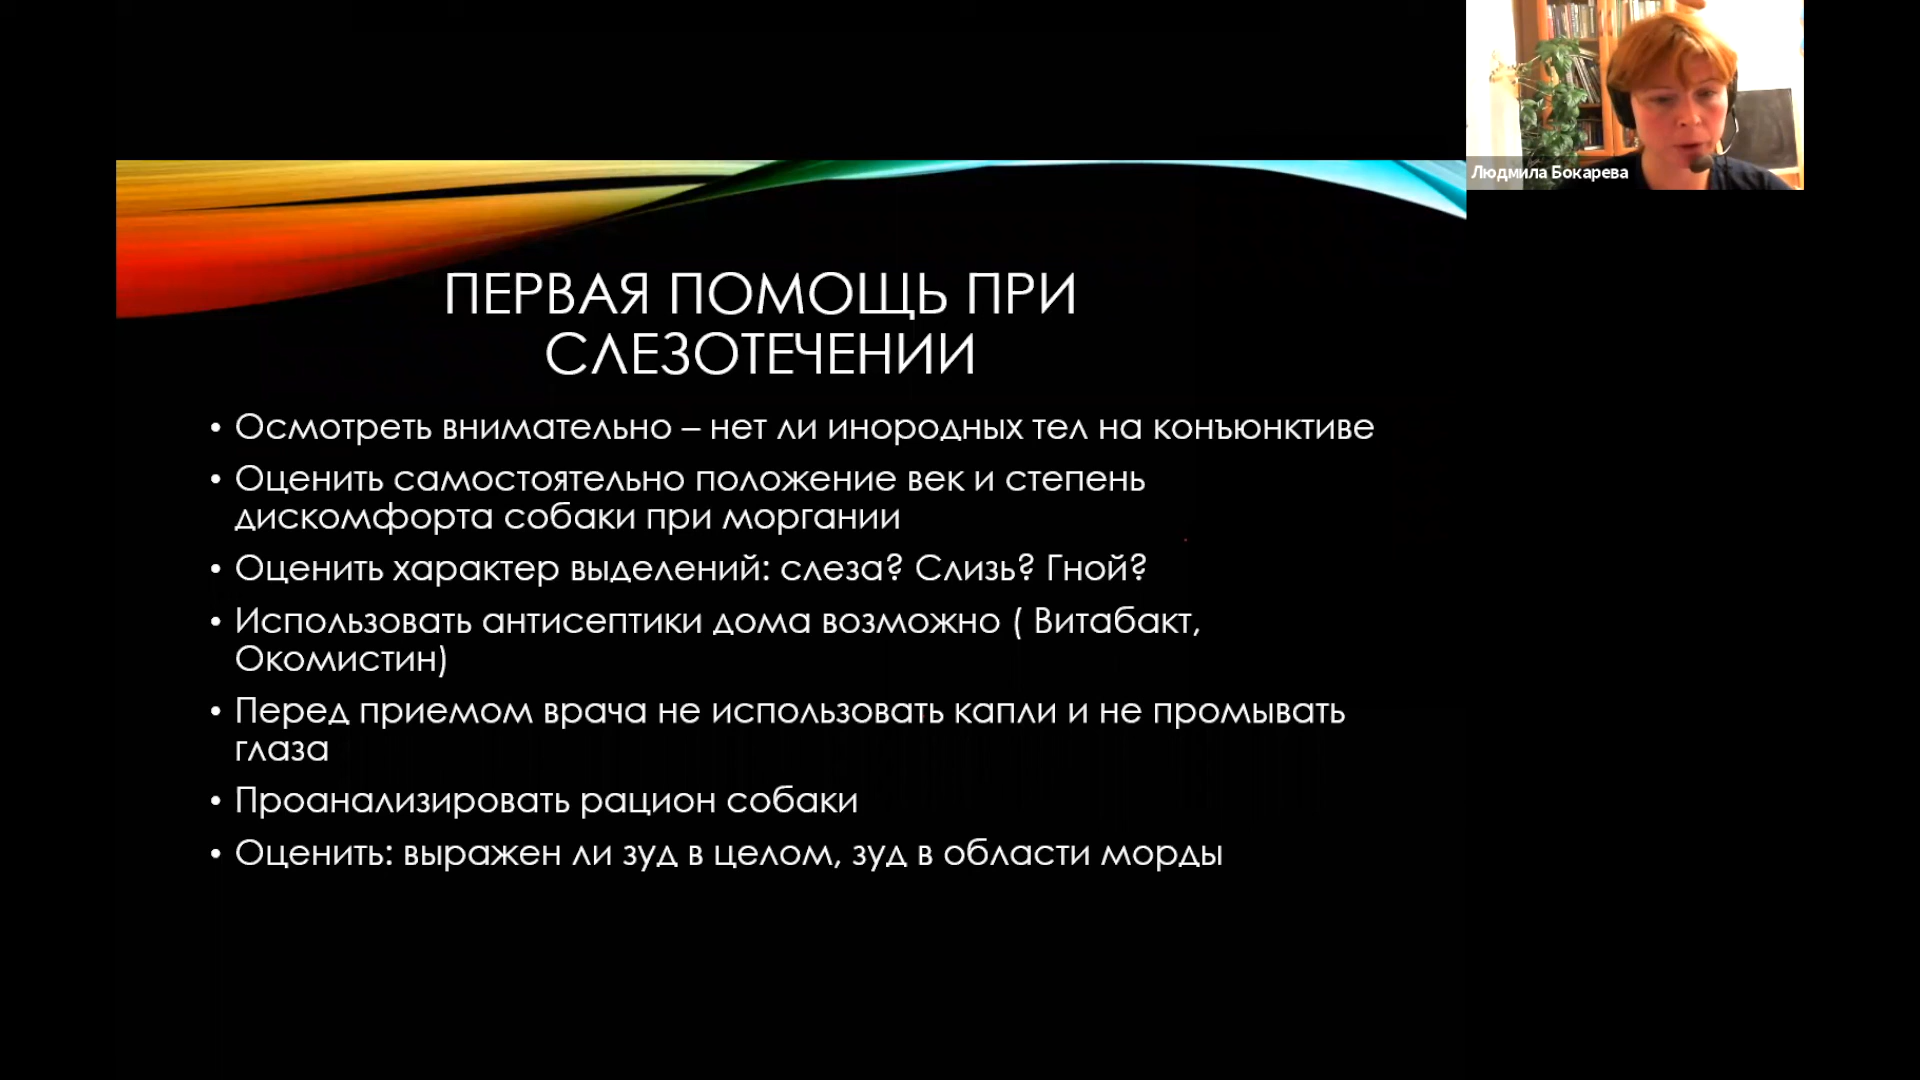 Людмила Бокарева
ПЕРВАЯ ПОМОЩЬ ПРИ
СЛЕЗОТЕЧЕНИИ
• Осмотреть внимательно – нет ли инородных тел на конъюнктиве
• Оценить самостоятельно положение век и степень
дискомфорта собаки при моргании
• Оценить характер выделений: слеза? Слизь? Гной?
• Использовать антисептики дома возможно ( Витабакт,
Окомистин)
• Перед приемом врача не использовать капли и не промывать
глаза
• Проанализировать рацион собаки
• Оценить: выражен ли зуд в целом, зуд в области морды